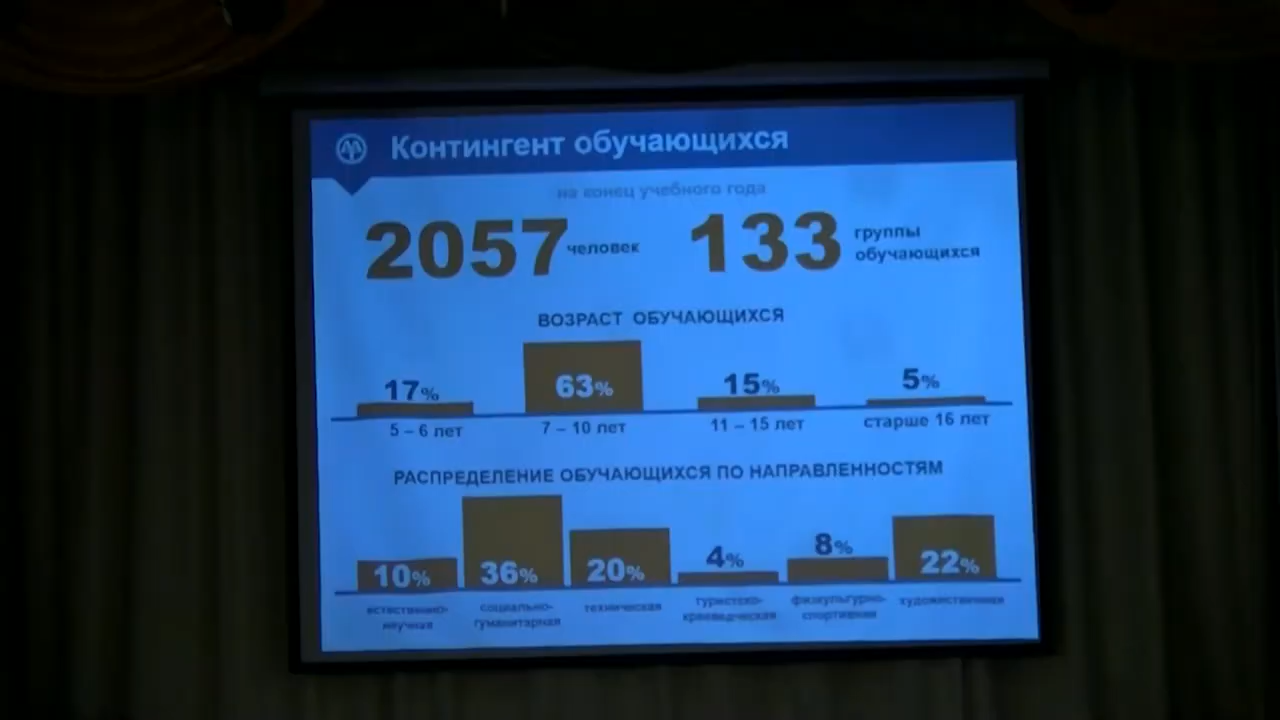 Контингент обучающихся
на конец учебного года
2057 человек 133 группы обучающихся
ВОЗРАСТ ОБУЧАЮЩИХСЯ
17% 63% 15% 5%
5 – 6 лет 7 – 10 лет 11 – 15 лет старше 16 лет
РАСПРЕДЕЛЕНИЕ ОБУЧАЮЩИХСЯ ПО НАПРАВЛЕННОСТЯМ
10% 36% 20% 4% 8% 22%
естественно- социально- техническая туристско- физкультурно- художественная
научная гуманитарная краеведческая спортивная